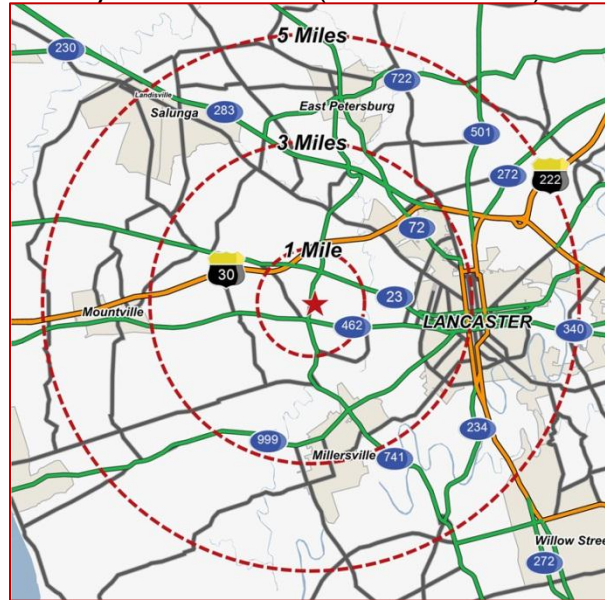 5 Miles
230
722
Landisville
Salunga
283
East Petersburg
501
3 Miles
272
222
72
1 Mile
30
23
Mountville
462
LANCASTER
340
999
234
Millersville
741
Willow Stree
272